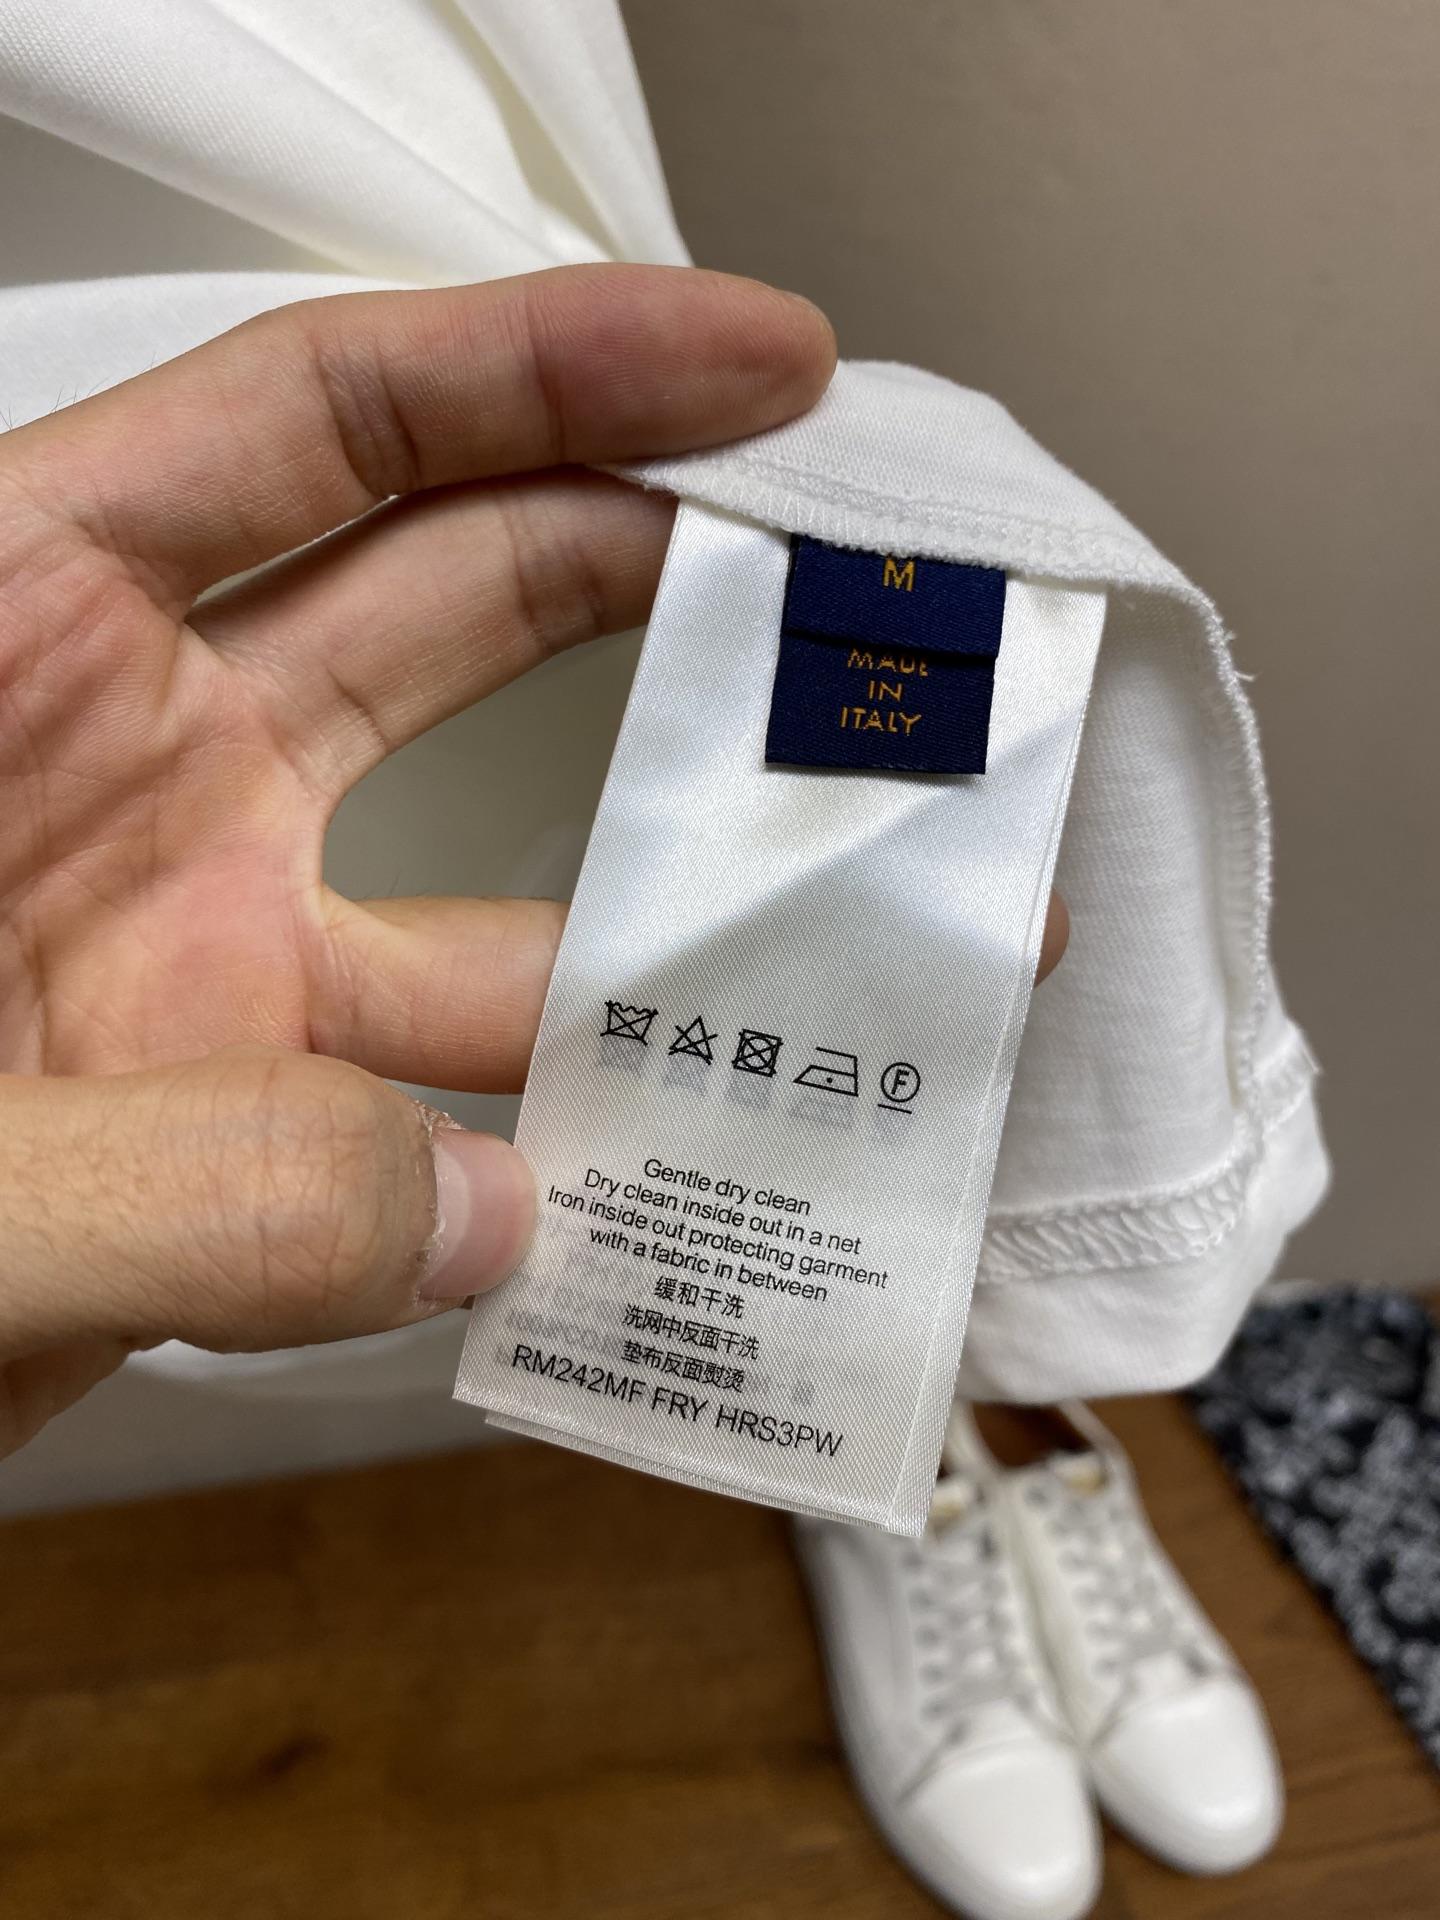 M
MADE
IN
ITALY
F
Gentle dry clean
Dry clean inside out in a net
Iron inside out protecting garment
with a fabric in between
缓和干洗
洗网中反面干洗
垫布反面熨烫
RM242MF FRY HRS3PW